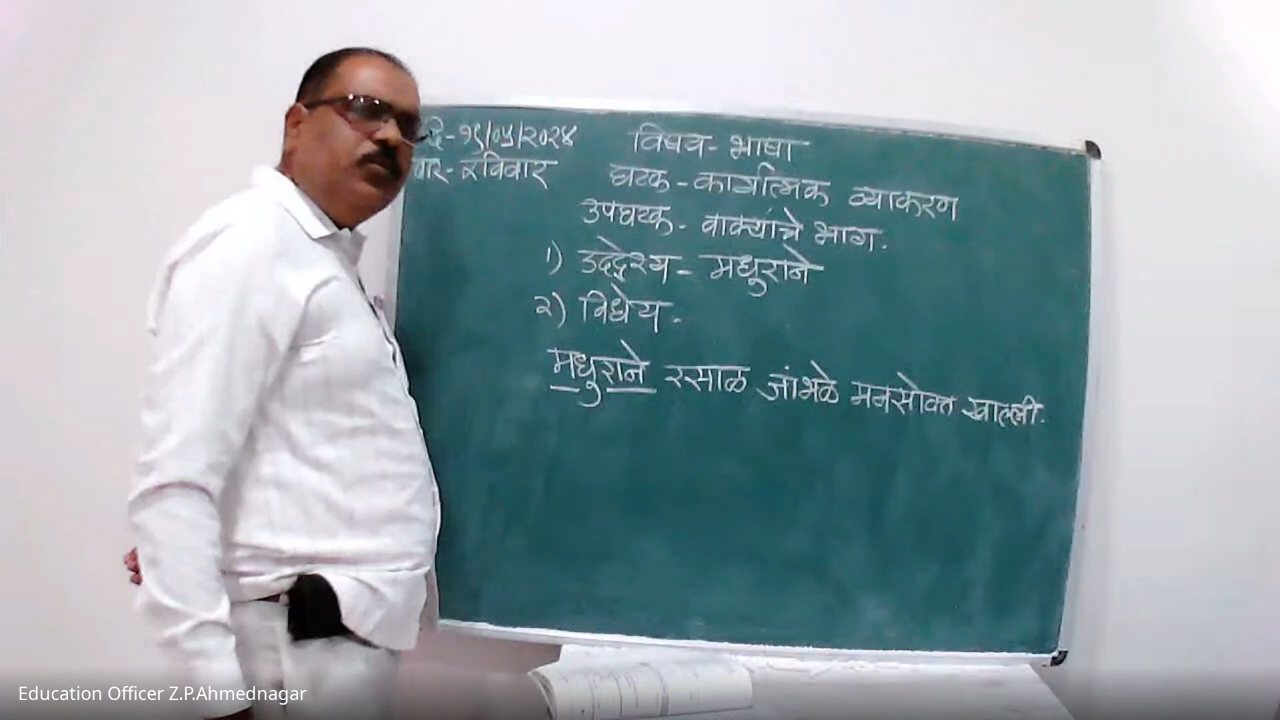 दि-१९/०५/२०२४
वार- रविवार
विषय- भाषा
घटक - कार्यात्मिक व्याकरण
उपघटक - वाक्यांचे भाग.
१) उद्देश्य - मधुराने
२) विधेय -
मधुराने रसाळ जांभळे मनसोक्त खाल्ली.
Education Officer Z.P.Ahmednagar